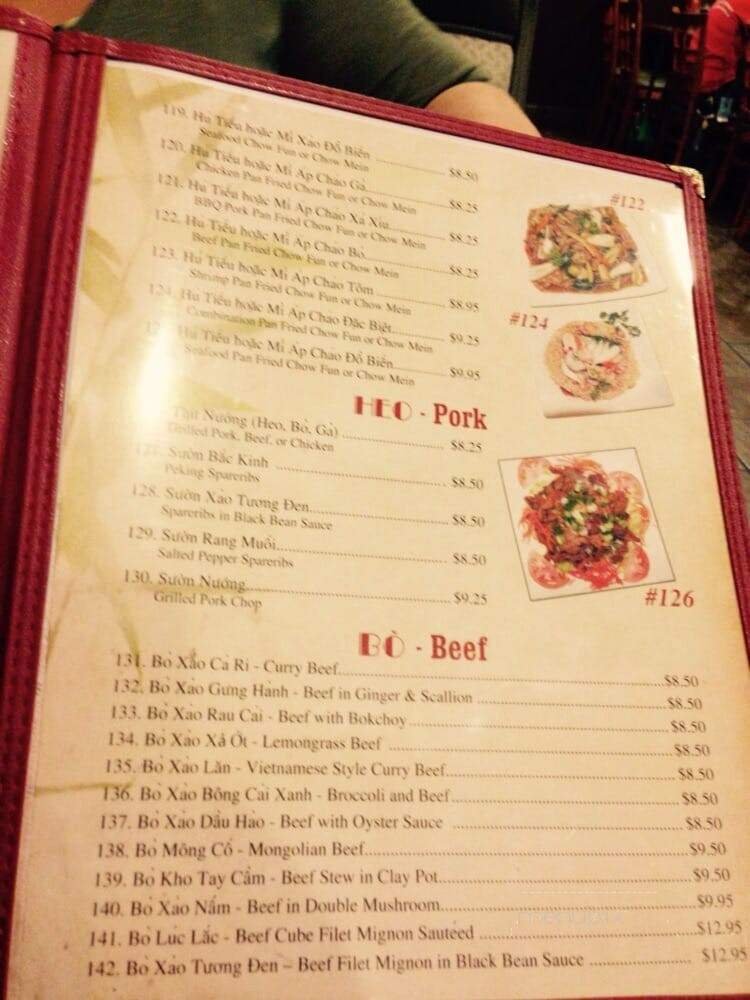 119. Hu Tiếu hoặc Mì Xào Đồ Biển ........ $8.50
Seafood Chow Fun or Chow Mein
120. Hu Tiếu hoặc Mì Áp Chảo Gà ........ $8.25
Chicken Pan Fried Chow Fun or Chow Mein
121. Hu Tiếu hoặc Mì Áp Chảo Xá Xíu ........ $8.25
BBQ Pork Pan Fried Chow Fun or Chow Mein
122. Hu Tiếu hoặc Mì Áp Chảo Bò ........ $8.25
Beef Pan Fried Chow Fun or Chow Mein
123. Hu Tiếu hoặc Mì Áp Chảo Tôm ........ $8.95
Shrimp Pan Fried Chow Fun or Chow Mein
124. Hu Tiếu hoặc Mì Áp Chảo Đặc Biệt ........ $9.25
Combination Pan Fried Chow Fun or Chow Mein
Hu Tiếu hoặc Mì Áp Chảo Đồ Biển ........ $9.95
Seafood Pan Fried Chow Fun or Chow Mein
#122
#124
HEO - Pork
Thịt Nướng (Heo, Bò, Gà) ........ $8.25
Grilled Pork, Beef, or Chicken
127. Sườn Bắc Kinh ........ $8.50
Peking Spareribs
128. Sườn Xào Tương Đen ........ $8.50
Spareribs in Black Bean Sauce
129. Sườn Rang Muối ........ $8.50
Salted Pepper Spareribs
130. Sườn Nướng ........ $9.25
Grilled Pork Chop
#126
BÒ - Beef
131. Bò Xào Cà Ri - Curry Beef ........ $8.50
132. Bò Xào Gừng Hành - Beef in Ginger & Scallion ........ $8.50
133. Bò Xào Rau Cải - Beef with Bokchoy ........ $8.50
134. Bò Xào Xả Ớt - Lemongrass Beef ........ $8.50
135. Bò Xào Lăn - Vietnamese Style Curry Beef ........ $8.50
136. Bò Xào Bông Cải Xanh - Broccoli and Beef ........ $8.50
137. Bò Xào Dầu Hào - Beef with Oyster Sauce ........ $8.50
138. Bò Mông Cổ - Mongolian Beef ........ $9.50
139. Bò Kho Tay Cầm - Beef Stew in Clay Pot ........ $9.50
140. Bò Xào Nấm - Beef in Double Mushroom ........ $9.95
141. Bò Lúc Lắc - Beef Cube Filet Mignon Sautéed ........ $12.95
142. Bò Xào Tương Đen – Beef Filet Mignon in Black Bean Sauce ........ $12.95